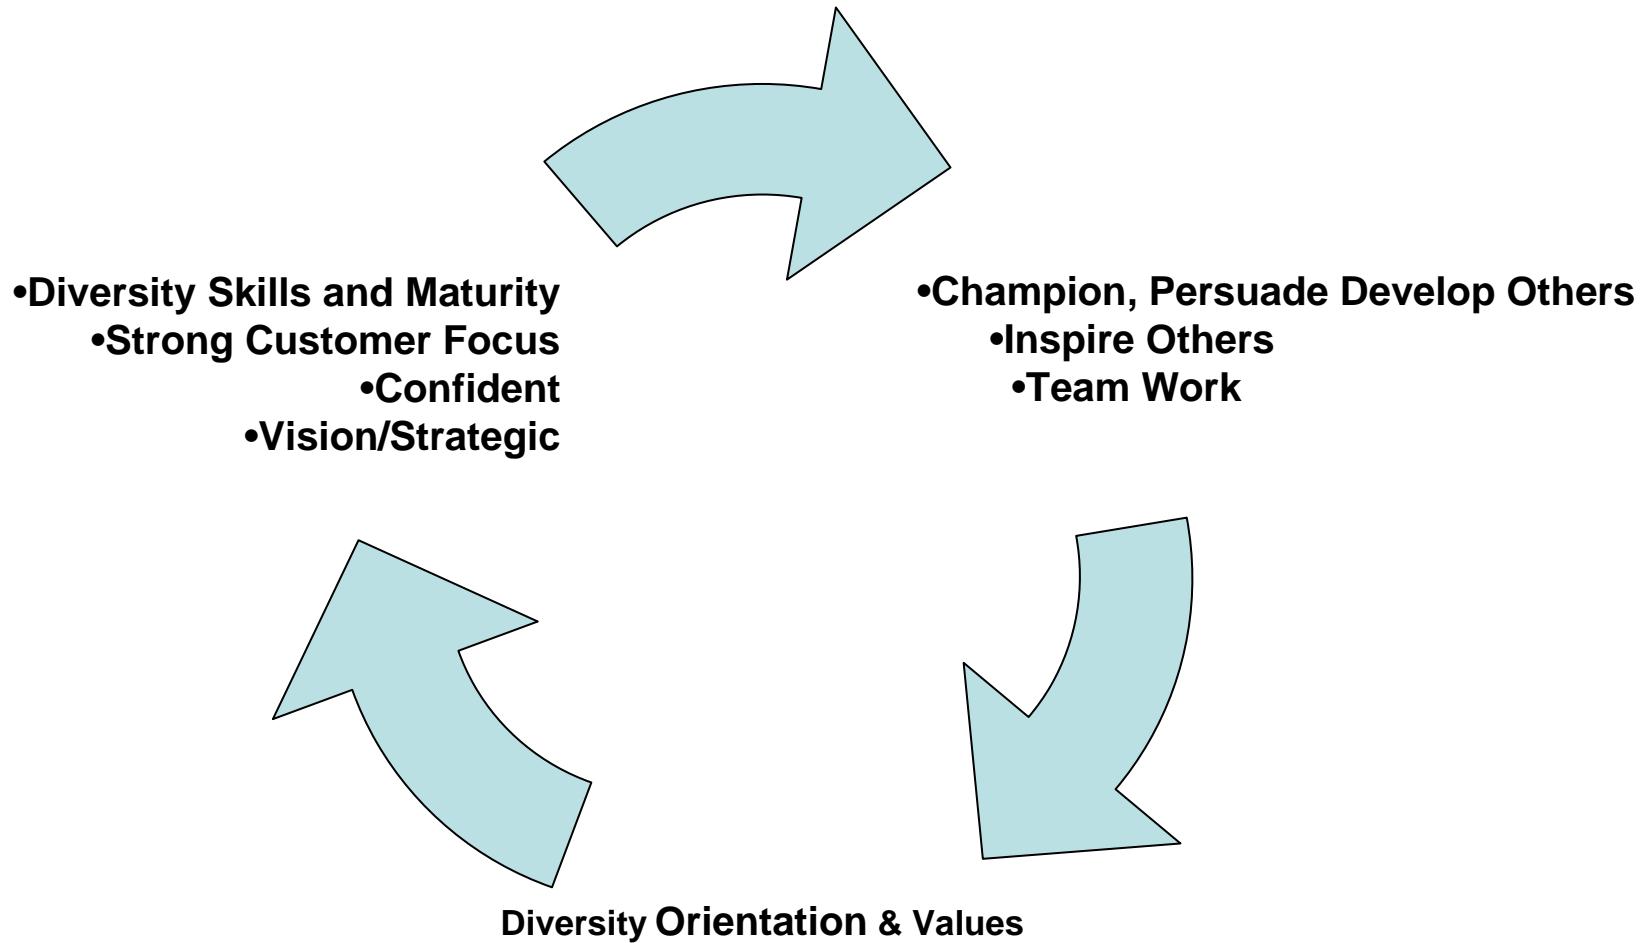 •Diversity Skills and Maturity
•Strong Customer Focus
•Confident
•Vision/Strategic
•Champion, Persuade Develop Others
•Inspire Others
•Team Work
Diversity Orientation & Values